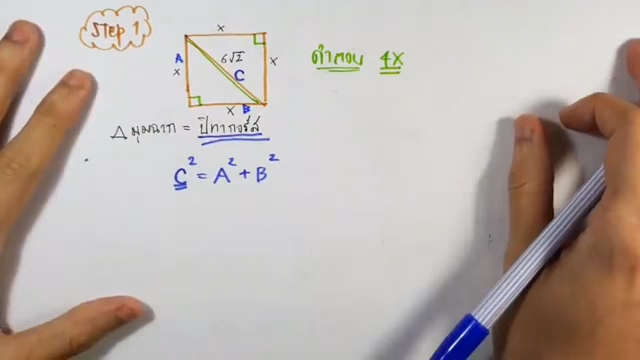 Step 1
x
A
6√2
คำตอบ 4x
x
C
x
x
B
△ มุมฉาก = ปีทากอรัส
C² = A² + B²